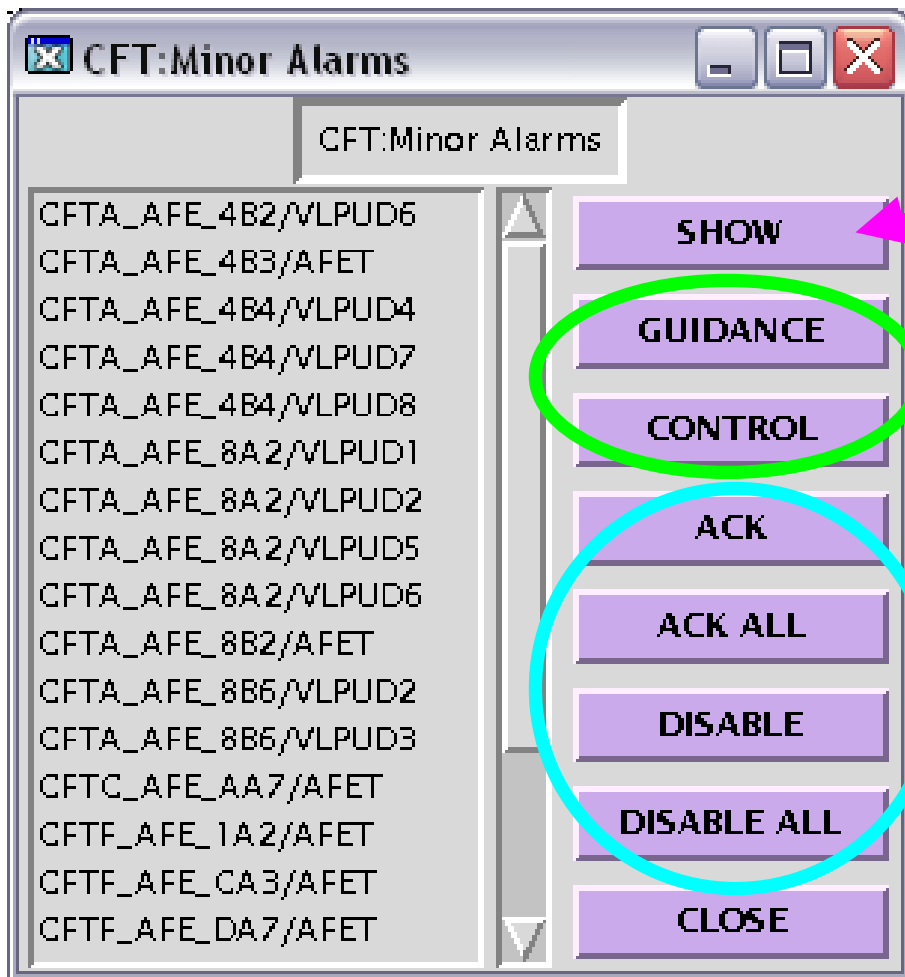 CFT:Minor Alarms
CFT:Minor Alarms
CFTA_AFE_4B2/VLPUD6
CFTA_AFE_4B3/AFET
CFTA_AFE_4B4/VLPUD4
CFTA_AFE_4B4/VLPUD7
CFTA_AFE_4B4/VLPUD8
CFTA_AFE_8A2/VLPUD1
CFTA_AFE_8A2/VLPUD2
CFTA_AFE_8A2/VLPUD5
CFTA_AFE_8A2/VLPUD6
CFTA_AFE_8B2/AFET
CFTA_AFE_8B6/VLPUD2
CFTA_AFE_8B6/VLPUD3
CFTC_AFE_AA7/AFET
CFTF_AFE_1A2/AFET
CFTF_AFE_CA3/AFET
CFTF_AFE_DA7/AFET
SHOW
GUIDANCE
CONTROL
ACK
ACK ALL
DISABLE
DISABLE ALL
CLOSE